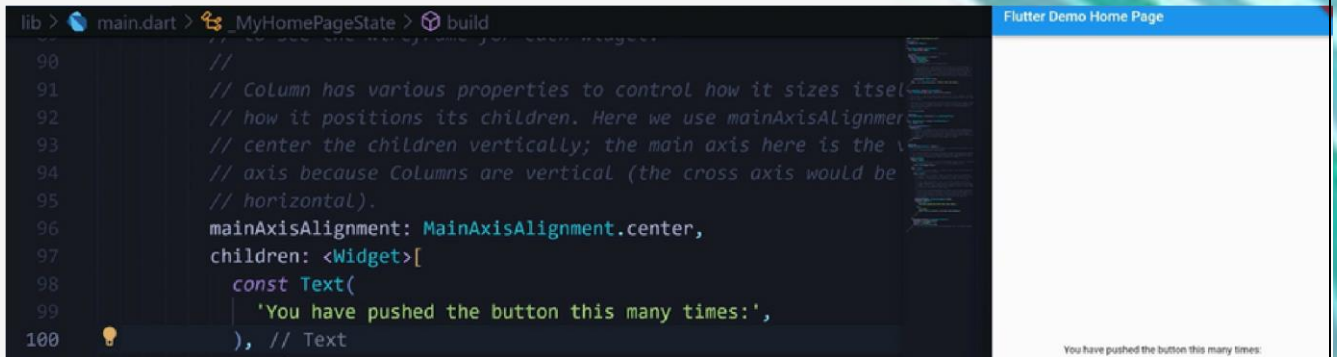 lib > main.dart > _MyHomePageState > build
90 //
91 // Column has various properties to control how it sizes itsel
92 // how it positions its children. Here we use mainAxisAlignmen
93 // center the children vertically; the main axis here is the v
94 // axis because Columns are vertical (the cross axis would be
95 // horizontal).
96 mainAxisAlignment: MainAxisAlignment.center,
97 children: <Widget>[
98 const Text(
99 'You have pushed the button this many times:',
100 ), // Text
Flutter Demo Home Page
You have pushed the button this many times: